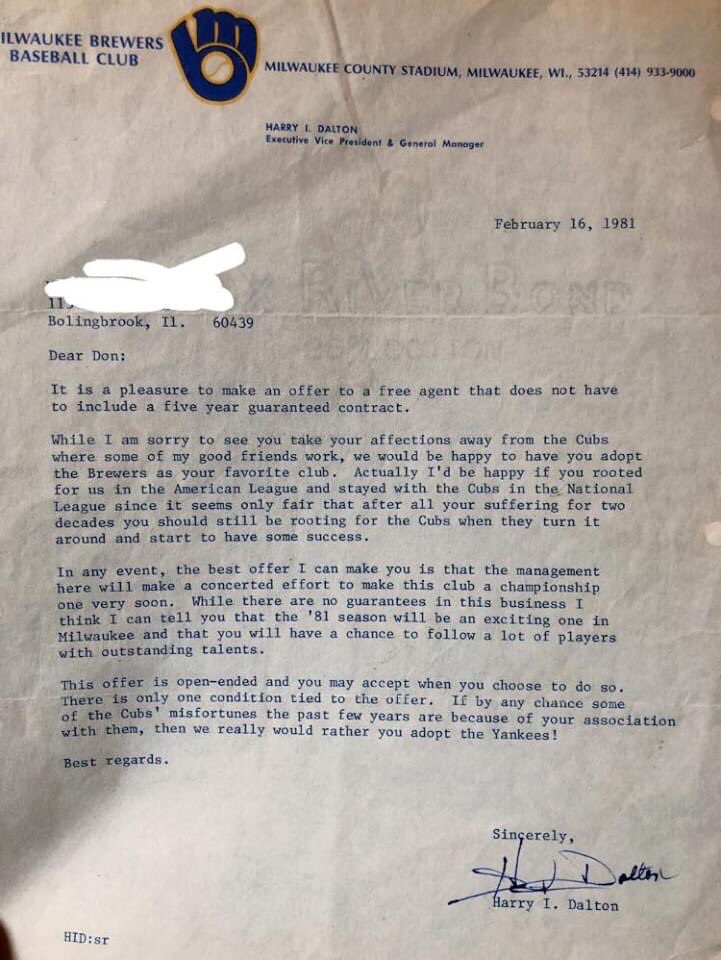 ILWAUKEE BREWERS
BASEBALL CLUB
MILWAUKEE COUNTY STADIUM, MILWAUKEE, WI., 53214 (414) 933-9000
HARRY I. DALTON
Executive Vice President & General Manager
February 16, 1981
RIVER BOND
Bolingbrook, Il. 60439
Dear Don:
It is a pleasure to make an offer to a free agent that does not have
to include a five year guaranteed contract.
While I am sorry to see you take your affections away from the Cubs
where some of my good friends work, we would be happy to have you adopt
the Brewers as your favorite club. Actually I'd be happy if you rooted
for us in the American League and stayed with the Cubs in the National
League since it seems only fair that after all your suffering for two
decades you should still be rooting for the Cubs when they turn it
around and start to have some success.
In any event, the best offer I can make you is that the management
here will make a concerted effort to make this club a championship
one very soon. While there are no guarantees in this business I
think I can tell you that the '81 season will be an exciting one in
Milwaukee and that you will have a chance to follow a lot of players
with outstanding talents.
This offer is open-ended and you may accept when you choose to do so.
There is only one condition tied to the offer. If by any chance some
of the Cubs' misfortunes the past few years are because of your association
with them, then we really would rather you adopt the Yankees!
Best regards.
Sincerely,
Harry I. Dalton
HID:sr